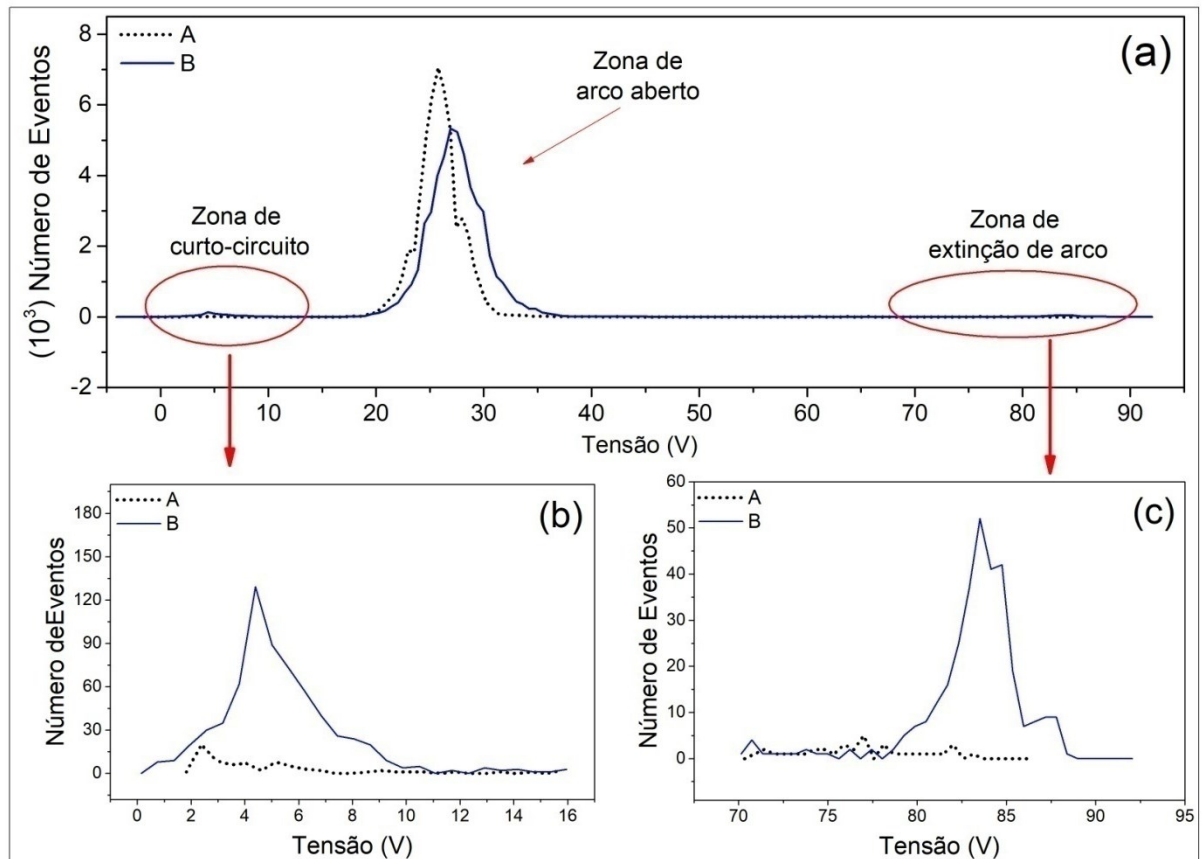 (a)
A
B
Zona de
arco aberto
Zona de
curto-circuito
Zona de
extinção de arco
(10³) Número de Eventos
8
6
4
2
0
-2
0 10 20 30 40 50 60 70 80 90
Tensão (V)
(b)
A
B
Número deEventos
180
150
120
90
60
30
0
0 2 4 6 8 10 12 14 16
Tensão (V)
(c)
A
B
Número de Eventos
60
50
40
30
20
10
0
70 75 80 85 90 95
Tensão (V)